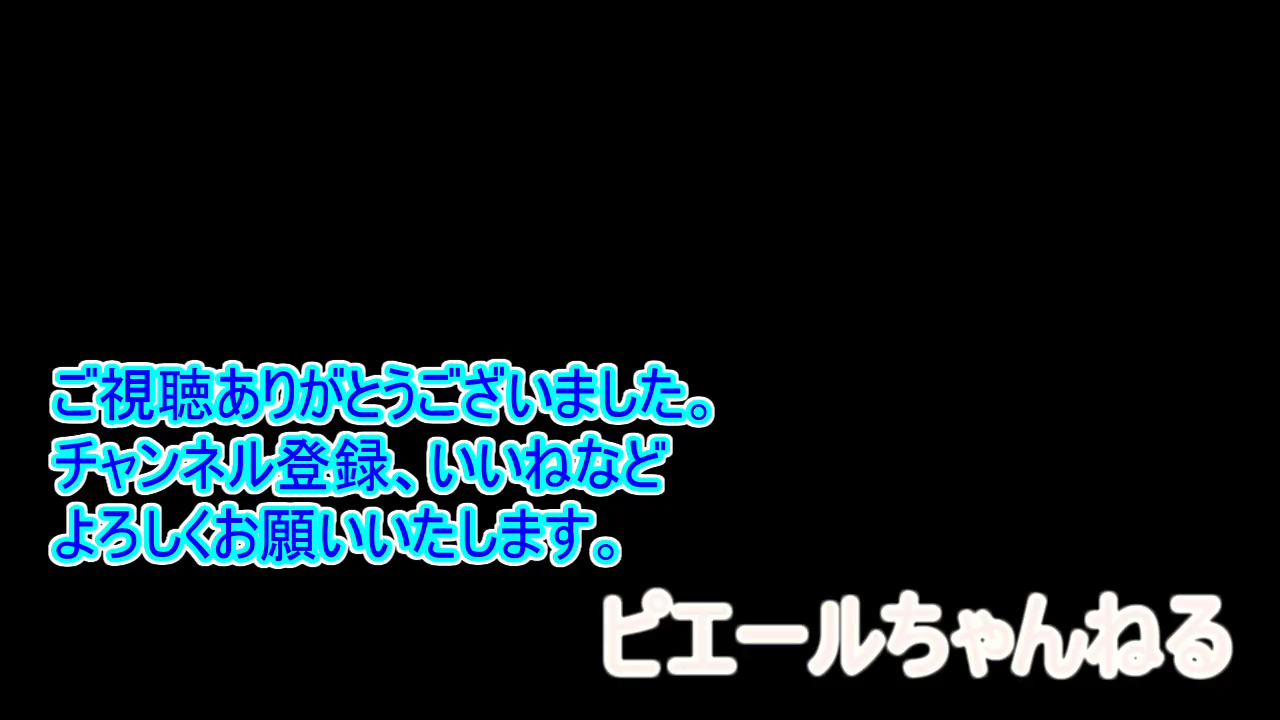 ご視聴ありがとうございました。
チャンネル登録、いいねなど
よろしくお願いいたします。
ピエールちゃんねる